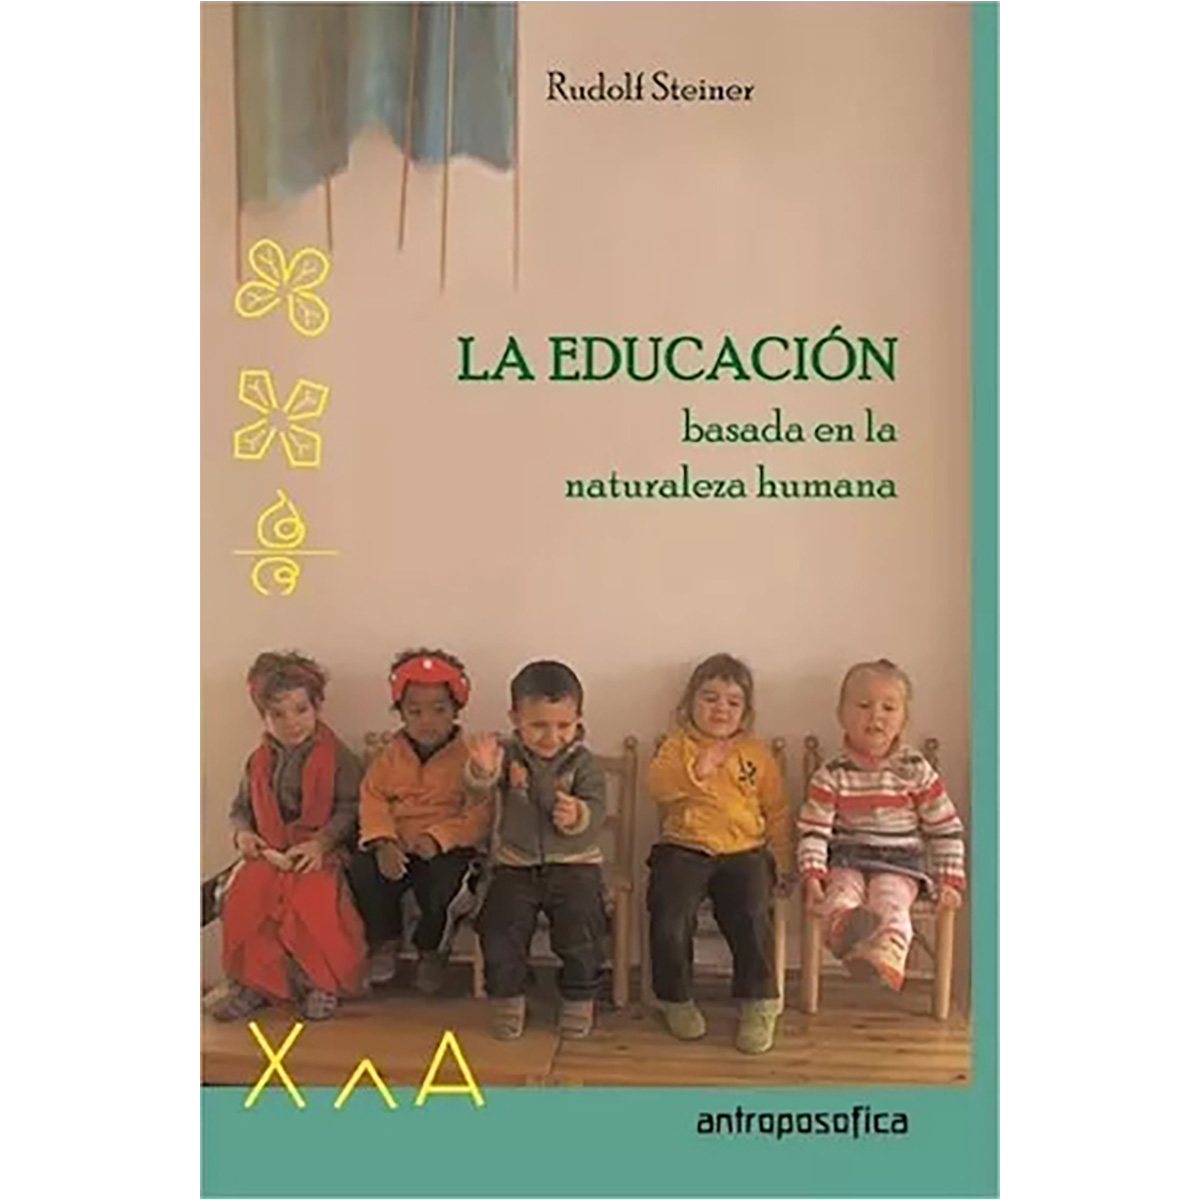 Rudolf Steiner
LA EDUCACIÓN
basada en la
naturaleza humana
antroposofica